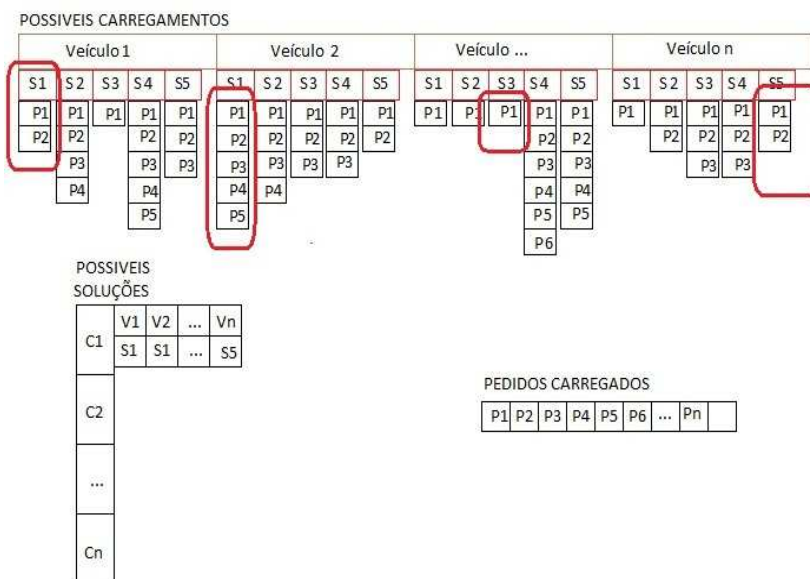 POSSIVEIS CARREGAMENTOS
Veículo 1 Veículo 2 Veículo ... Veículo n
S1 S2 S3 S4 S5 S1 S2 S3 S4 S5 S1 S2 S3 S4 S5 S1 S2 S3 S4 S5
P1 P1 P1 P1 P1 P1 P1 P1 P1 P1 P1 P1 P1 P1 P1 P1 P1 P1 P1 P1
P2 P2 P2 P2 P2 P2 P2 P2 P2 P2 P2 P2 P2 P2 P2
P3 P3 P3 P3 P3 P3 P3 P3 P3 P3 P3
P4 P4 P4 P4 P4 P4
P5 P5 P5 P5
P6
POSSIVEIS
SOLUÇÕES
V1 V2 ... Vn
C1
S1 S1 ... S5
PEDIDOS CARREGADOS
P1 P2 P3 P4 P5 P6 ... Pn
C2
...
Cn